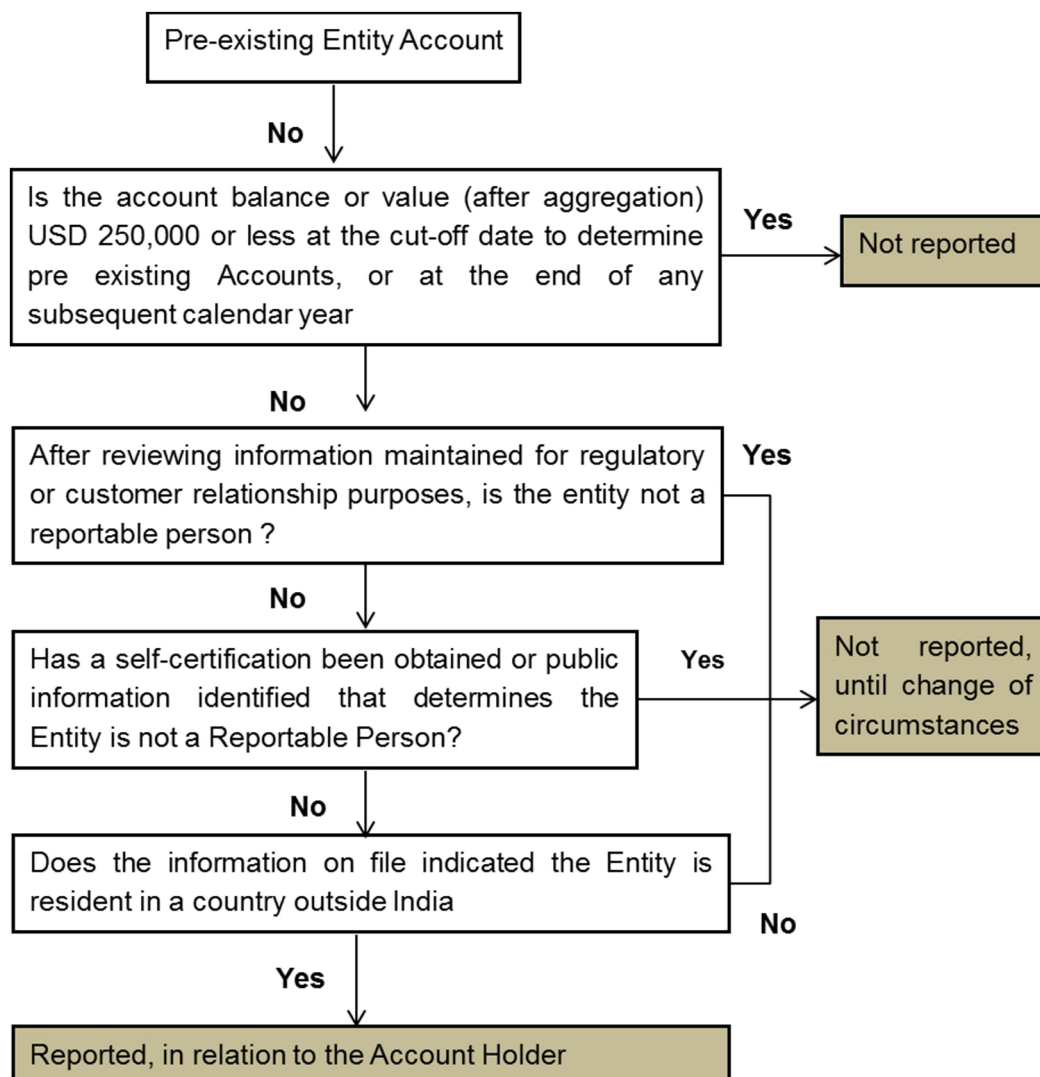 Pre-existing Entity Account
No
Is the account balance or value (after aggregation)
USD 250,000 or less at the cut-off date to determine
pre existing Accounts, or at the end of any
subsequent calendar year
Yes
Not reported
No
After reviewing information maintained for regulatory
or customer relationship purposes, is the entity not a
reportable person ?
Yes
No
Has a self-certification been obtained or public
information identified that determines the
Entity is not a Reportable Person?
Yes
Not reported,
until change of
circumstances
No
Does the information on file indicated the Entity is
resident in a country outside India
No
Yes
Reported, in relation to the Account Holder